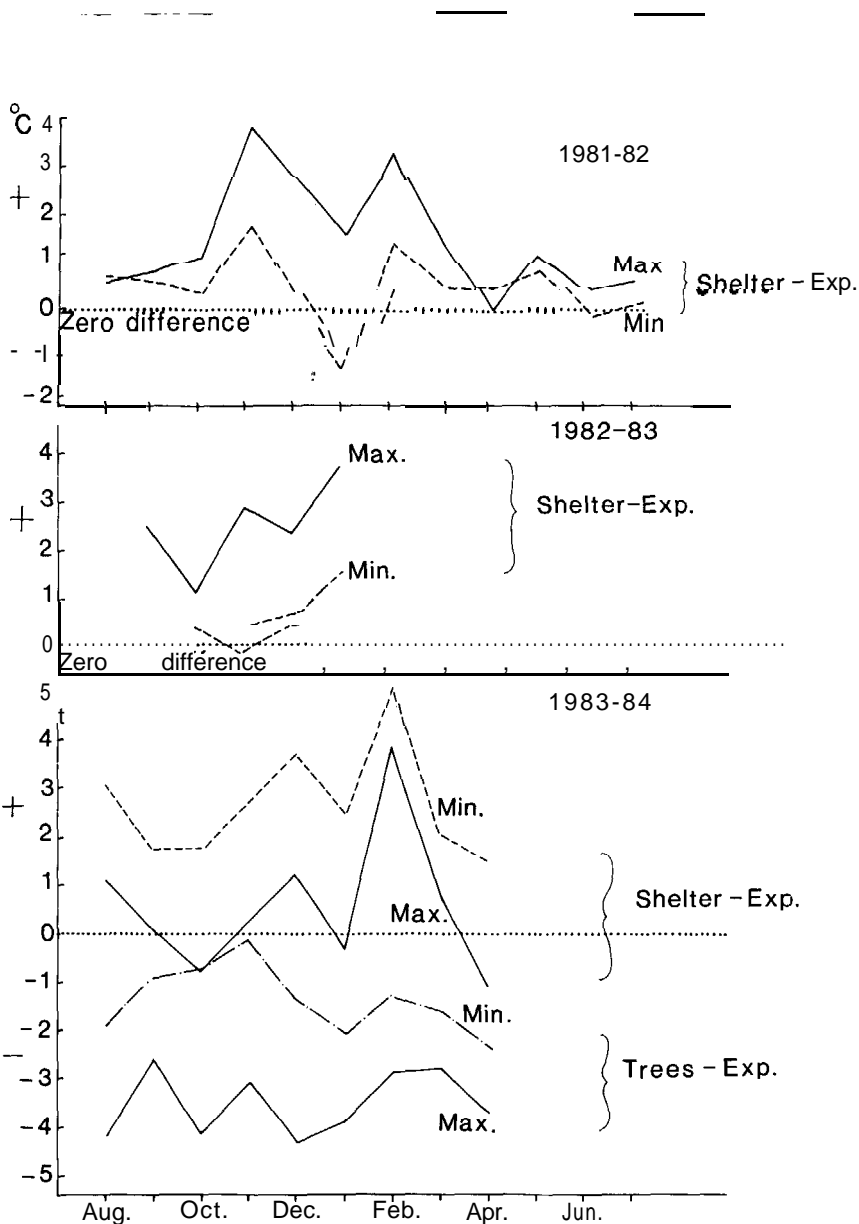 °C 4
1981-82
3
+
2
1
Max
Shelter - Exp.
0
Zero difference
Min
- -1
-2
1982-83
4
Max.
3
Shelter-Exp.
+
2
Min.
1
0
Zero difference
5
1983-84
t
4
3
+
Min.
2
1
Shelter - Exp.
Max.
0
-1
Min.
-2
-
Trees - Exp.
-3
Max.
-4
-5
Aug. Oct. Dec. Feb. Apr. Jun.